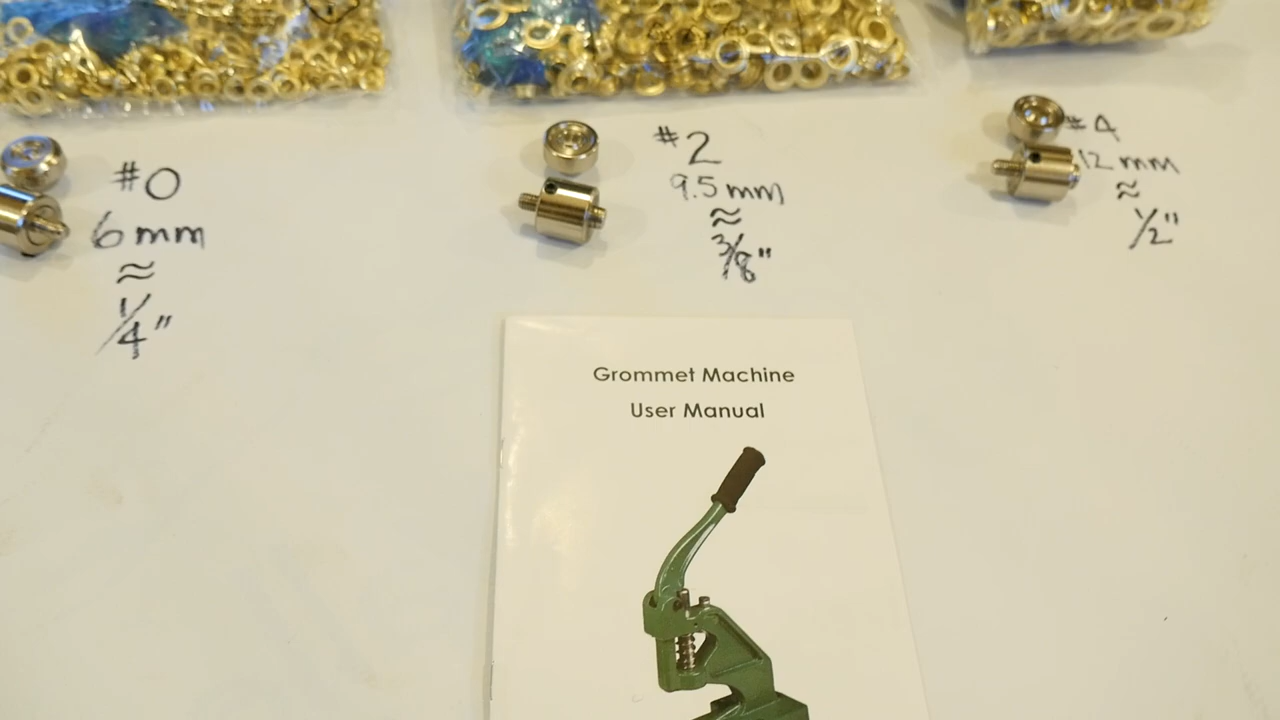 #0
6 mm
≈
1/4"
#2
9.5 mm
≈
3/8"
#4
12 mm
≈
1/2"
Grommet Machine
User Manual